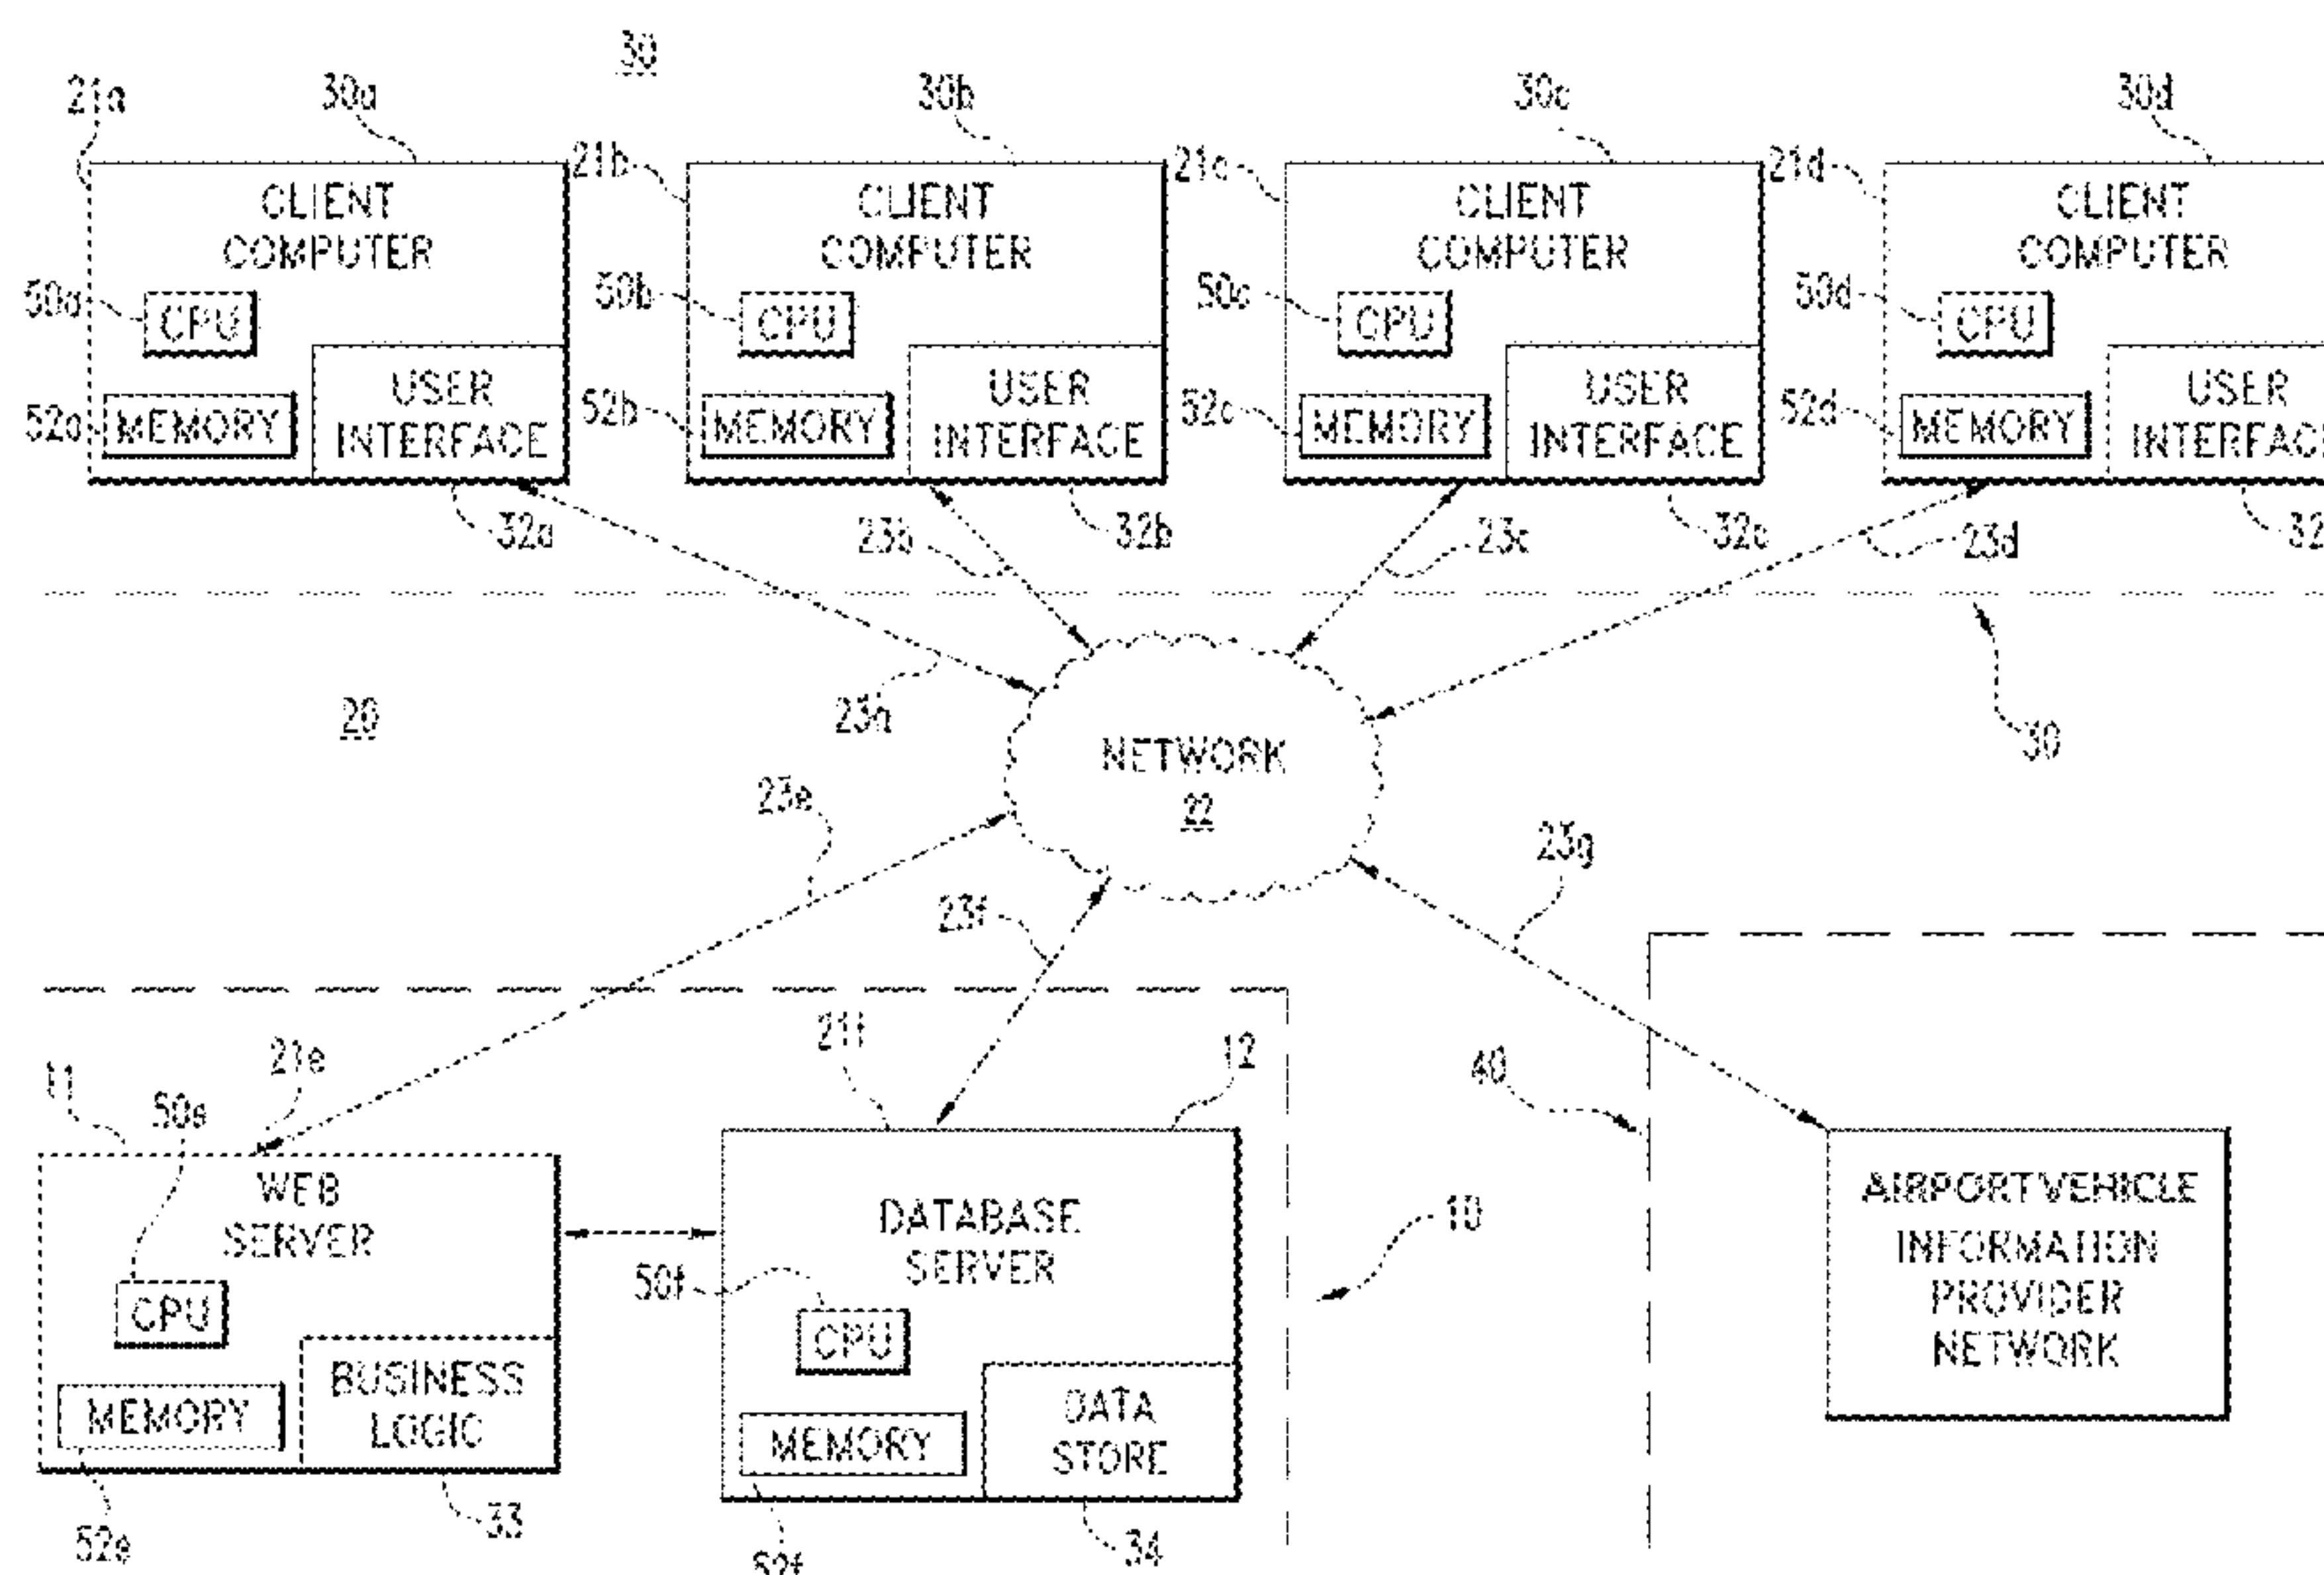 30
21a
30a
30b
30c
30d
21b
21c
21d
CLIENT
COMPUTER
CLIENT
COMPUTER
CLIENT
COMPUTER
CLIENT
COMPUTER
50a
CPU
50b
CPU
50c
CPU
50d
CPU
52a
MEMORY
USER
INTERFACE
52b
MEMORY
USER
INTERFACE
52c
MEMORY
USER
INTERFACE
52d
MEMORY
USER
32a
23b
32b
23c
32c
23d
20
NETWORK
22
30
23e
23f
23g
11
50e
21e
21f
12
40
WEB
SERVER
CPU
MEMORY
BUSINESS
LOGIC
52e
33
DATABASE
SERVER
50f
CPU
MEMORY
DATA
STORE
52f
34
10
AIRPORT VEHICLE
INFORMATION
PROVIDER
NETWORK